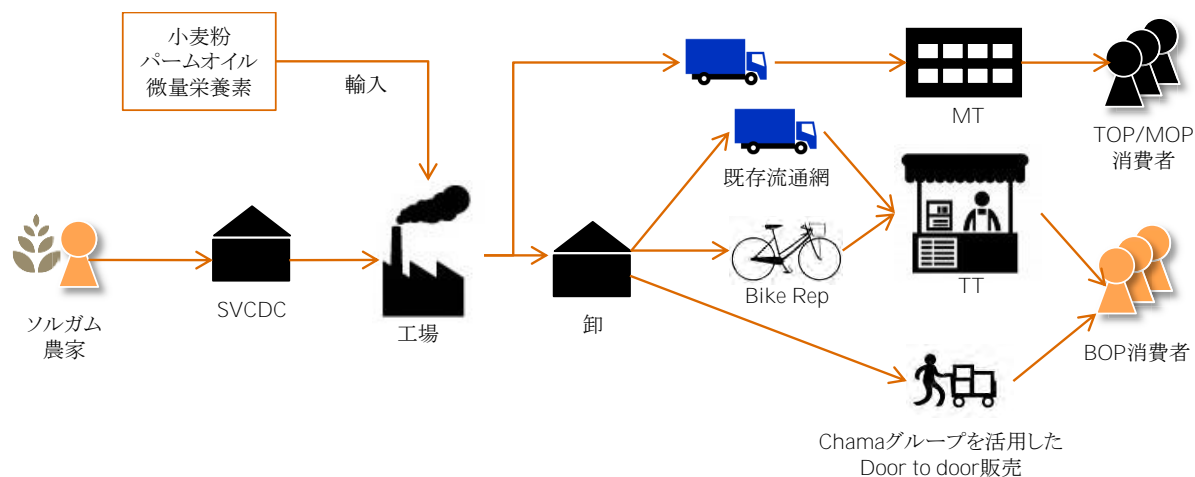 小麦粉
パームオイル
微量栄養素
輸入
MT
TOP/MOP
消費者
既存流通網
ソルガム
農家
SVCDC
工場
卸
Bike Rep
TT
BOP消費者
Chamaグループを活用した
Door to door販売